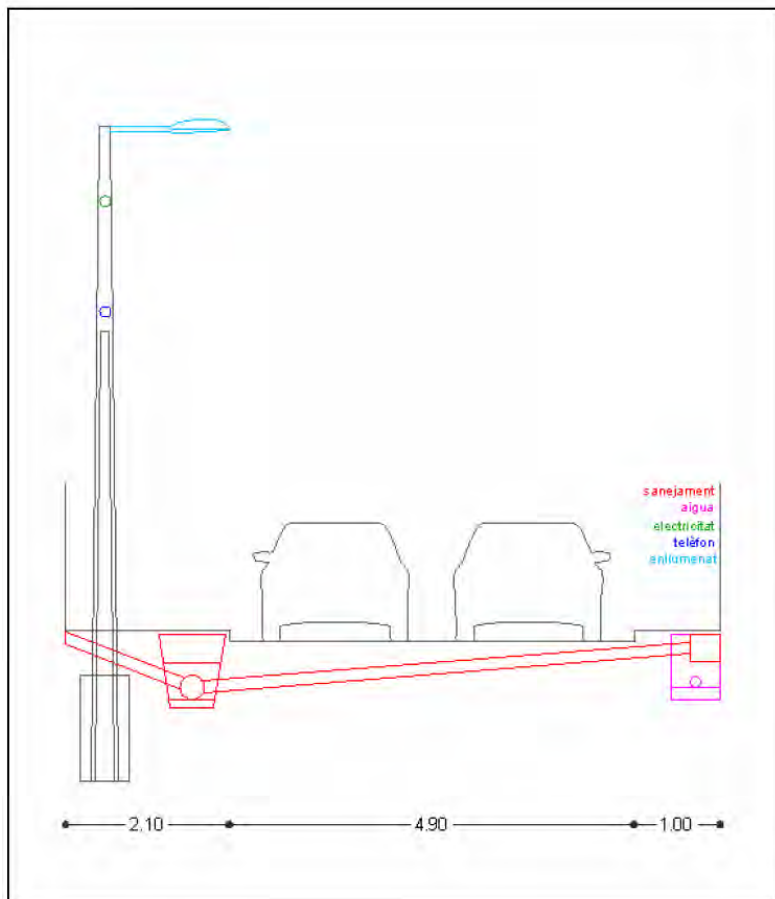 sanejament
aigua
electricitat
telèfon
enllumenat
2.10
4.90
1.00